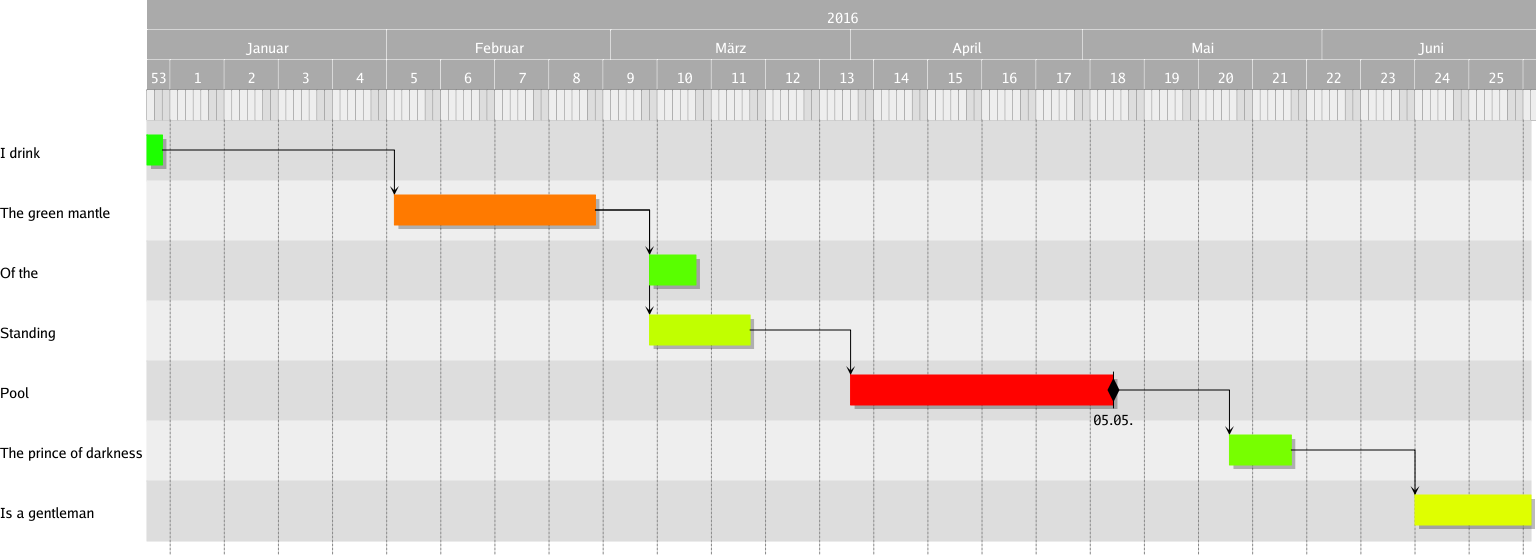 2016
Januar Februar März April Mai Juni
53 1 2 3 4 5 6 7 8 9 10 11 12 13 14 15 16 17 18 19 20 21 22 23 24 25
I drink
The green mantle
Of the
Standing
Pool
05.05.
The prince of darkness
Is a gentleman